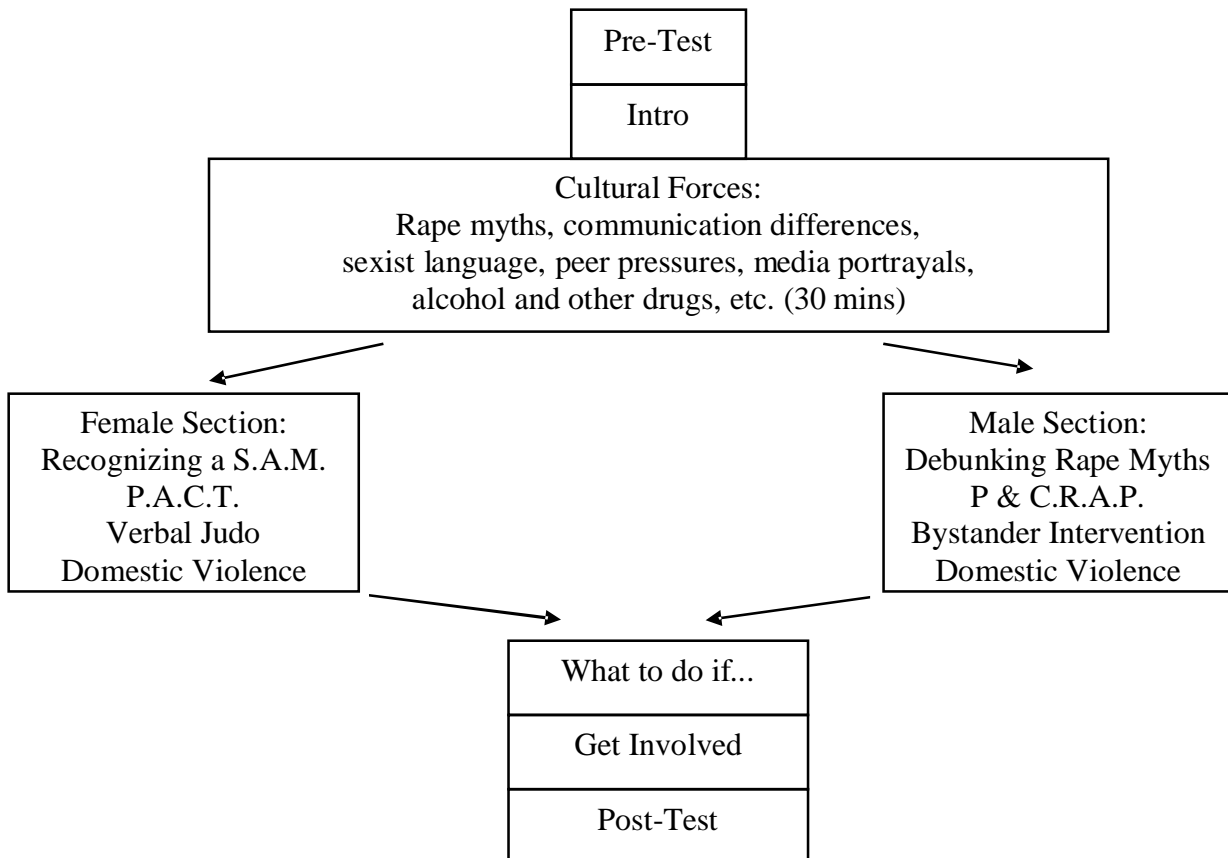 Pre-Test
Intro
Cultural Forces:
Rape myths, communication differences,
sexist language, peer pressures, media portrayals,
alcohol and other drugs, etc. (30 mins)
Female Section:
Recognizing a S.A.M.
P.A.C.T.
Verbal Judo
Domestic Violence
Male Section:
Debunking Rape Myths
P & C.R.A.P.
Bystander Intervention
Domestic Violence
What to do if...
Get Involved
Post-Test